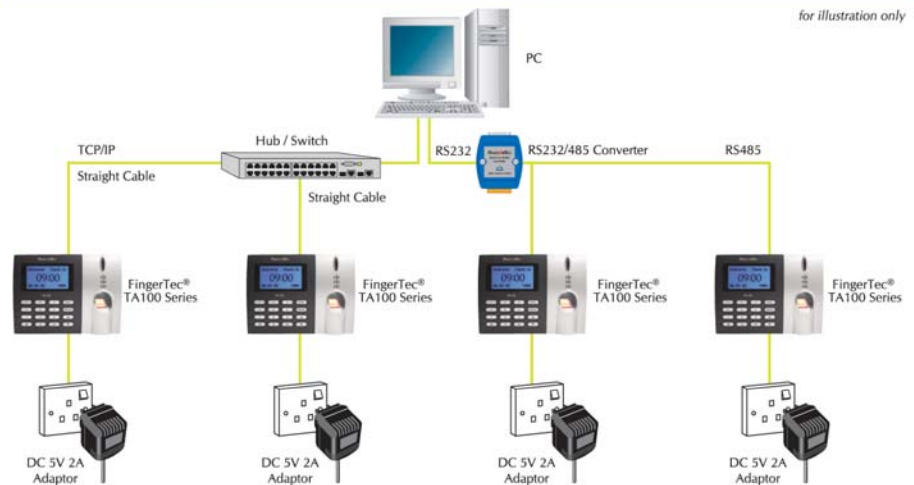 for illustration only
PC
Hub / Switch
TCP/IP
Straight Cable
Straight Cable
RS232
RS232/485 Converter
RS485
FingerTec®
TA100 Series
FingerTec®
TA100 Series
FingerTec®
TA100 Series
FingerTec®
TA100 Series
09:00
09:00
09:00
09:00
DC 5V 2A
Adaptor
DC 5V 2A
Adaptor
DC 5V 2A
Adaptor
DC 5V 2A
Adaptor